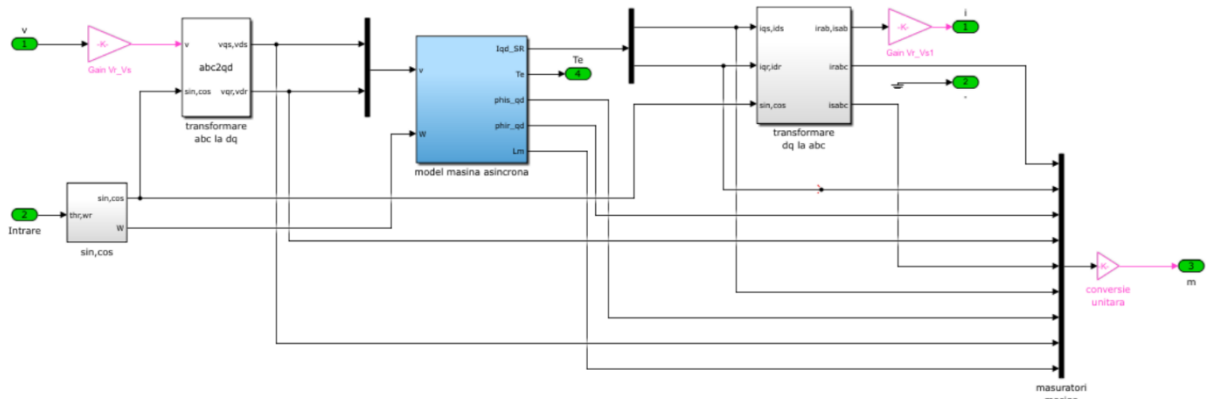 v
1
-K-
Gain Vr_Vs
v
vqs,vds
abc2qd
sin,cos
vqr,vdr
transformare
abc la dq
2
Intrare
sin,cos
thr,wr
W
sin,cos
v
W
Iqd_SR
Te
phis_qd
phir_qd
Lm
model masina asincrona
Te
4
iqs,ids
irab,isab
iqr,idr
irabc
sin,cos
isabc
transformare
dq la abc
-K-
Gain Vr_Vs1
i
1
2
-K-
conversie
unitara
3
m
masuratori